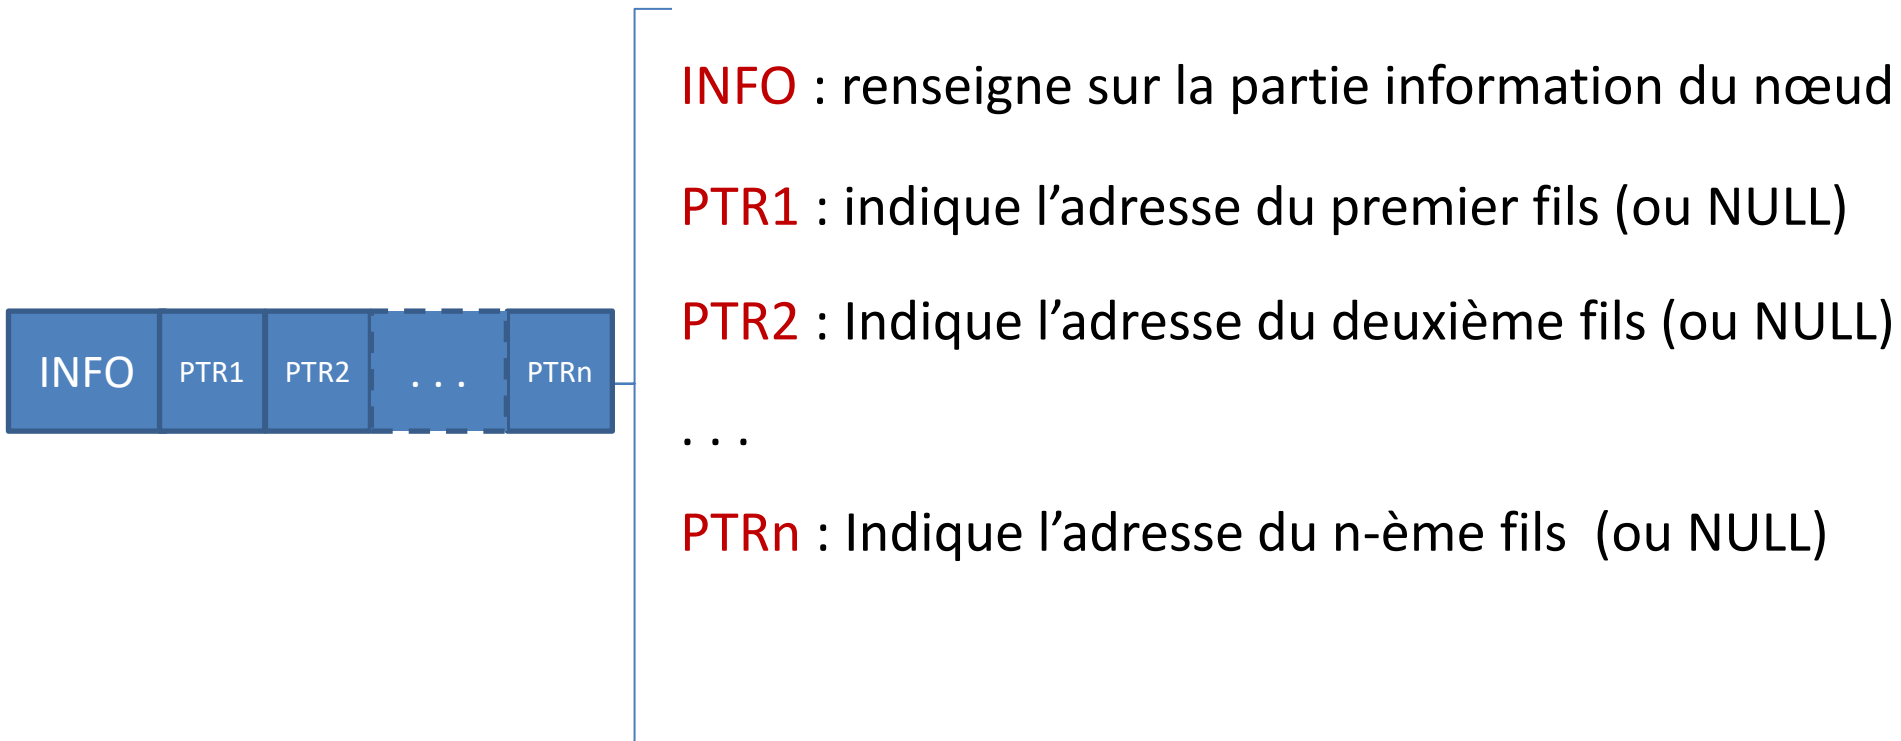 INFO : renseigne sur la partie information du nœud
PTR1 : indique l’adresse du premier fils (ou NULL)
PTR2 : Indique l’adresse du deuxième fils (ou NULL)
. . .
PTRn : Indique l’adresse du n-ème fils  (ou NULL)
INFO PTR1 PTR2 . . . PTRn